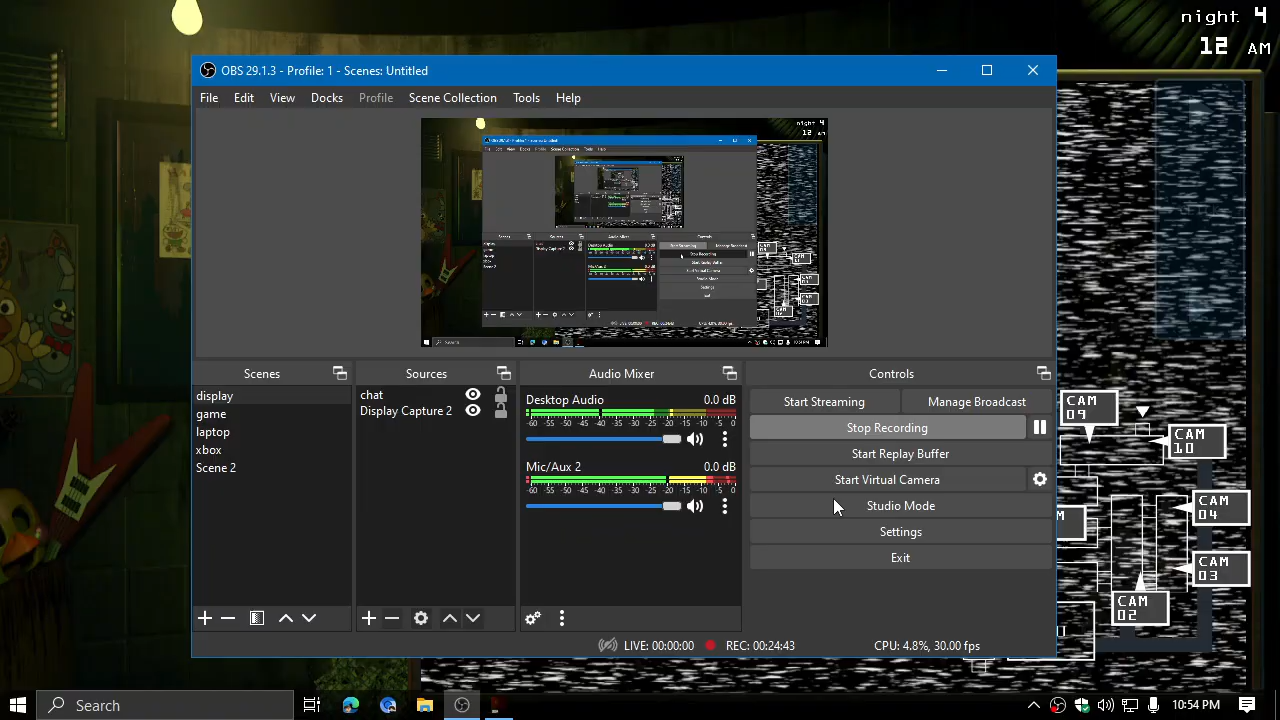 night 4
12 AM
OBS 29.1.3 - Profile: 1 - Scenes: Untitled
File Edit View Docks Profile Scene Collection Tools Help
Scenes
display
game
laptop
xbox
Scene 2
Sources
chat
Display Capture 2
Audio Mixer
Desktop Audio 0.0 dB
-60 -55 -50 -45 -40 -35 -30 -25 -20 -15 -10 -5 0
Mic/Aux 2 0.0 dB
-60 -55 -50 -45 -40 -35 -30 -25 -20 -15 -10 -5 0
Controls
Start Streaming Manage Broadcast
Stop Recording
Start Replay Buffer
Start Virtual Camera
Studio Mode
Settings
Exit
LIVE: 00:00:00 REC: 00:24:43 CPU: 4.8%, 30.00 fps
CAM 09
CAM 10
CAM 04
CAM 03
CAM 02
Search
10:54 PM